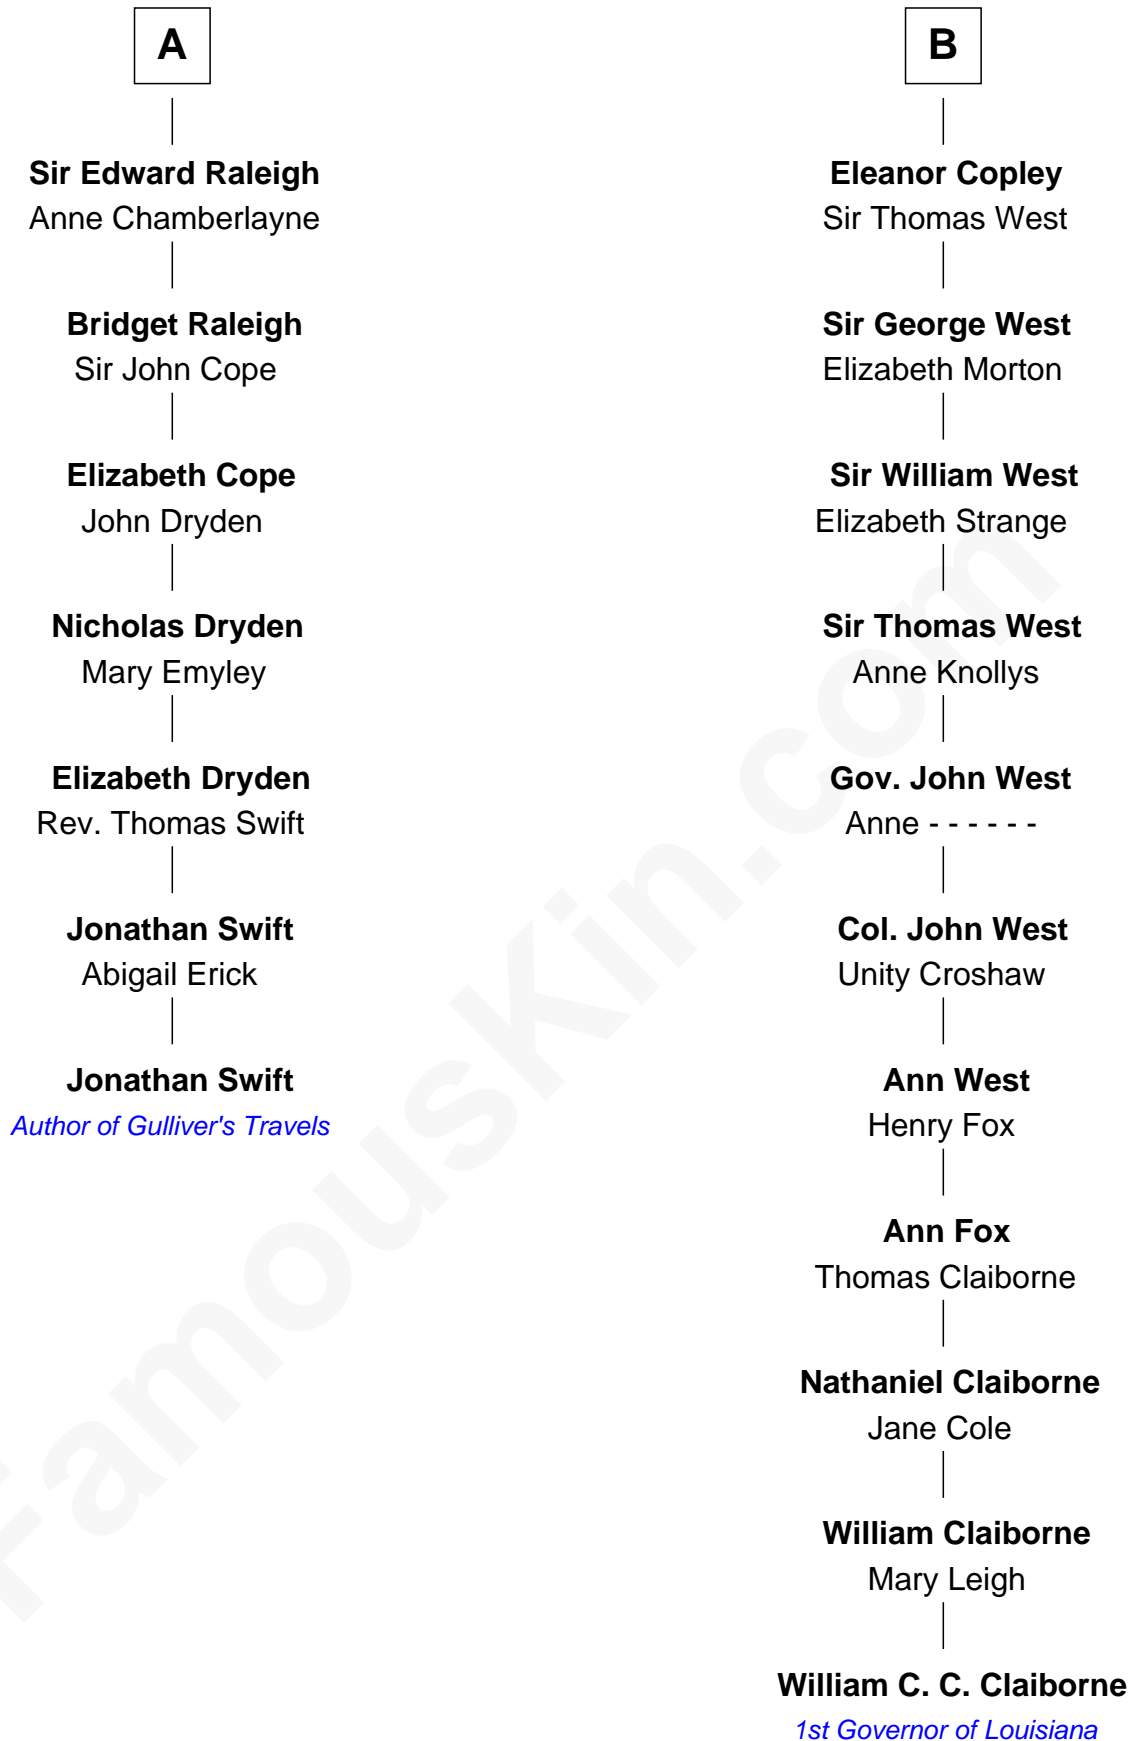 A
Sir Edward Raleigh
Anne Chamberlayne
Bridget Raleigh
Sir John Cope
Elizabeth Cope
John Dryden
Nicholas Dryden
Mary Emyley
Elizabeth Dryden
Rev. Thomas Swift
Jonathan Swift
Abigail Erick
Jonathan Swift
Author of Gulliver's Travels
B
Eleanor Copley
Sir Thomas West
Sir George West
Elizabeth Morton
Sir William West
Elizabeth Strange
Sir Thomas West
Anne Knollys
Gov. John West
Anne - - - - - -
Col. John West
Unity Croshaw
Ann West
Henry Fox
Ann Fox
Thomas Claiborne
Nathaniel Claiborne
Jane Cole
William Claiborne
Mary Leigh
William C. C. Claiborne
1st Governor of Louisiana
FamousKin.com